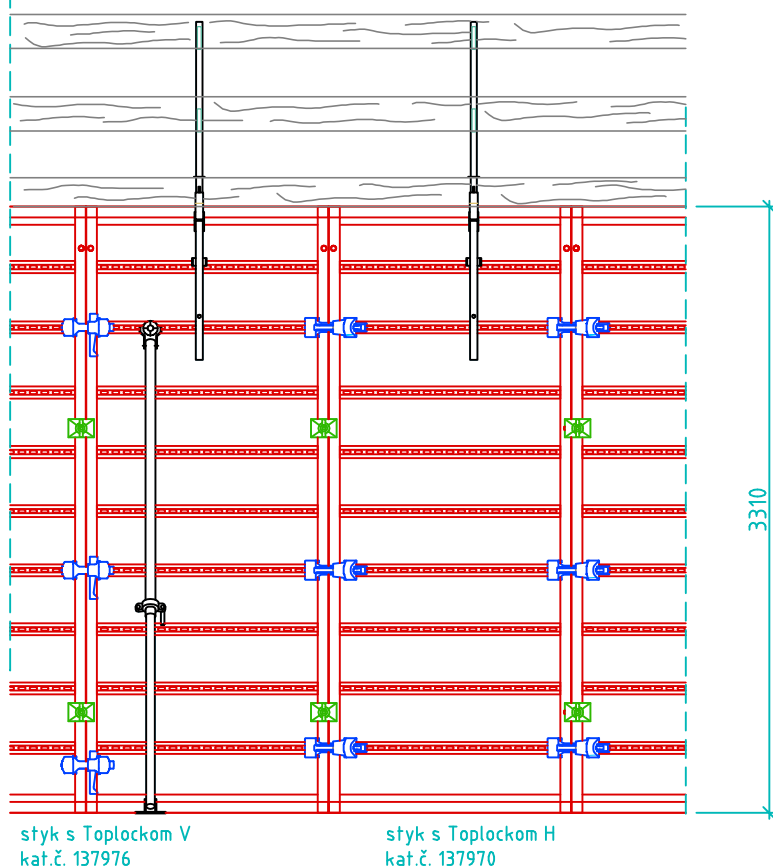 3310
styk s Toplockom V
kat.č. 137976
styk s Toplockom H
kat.č. 137970